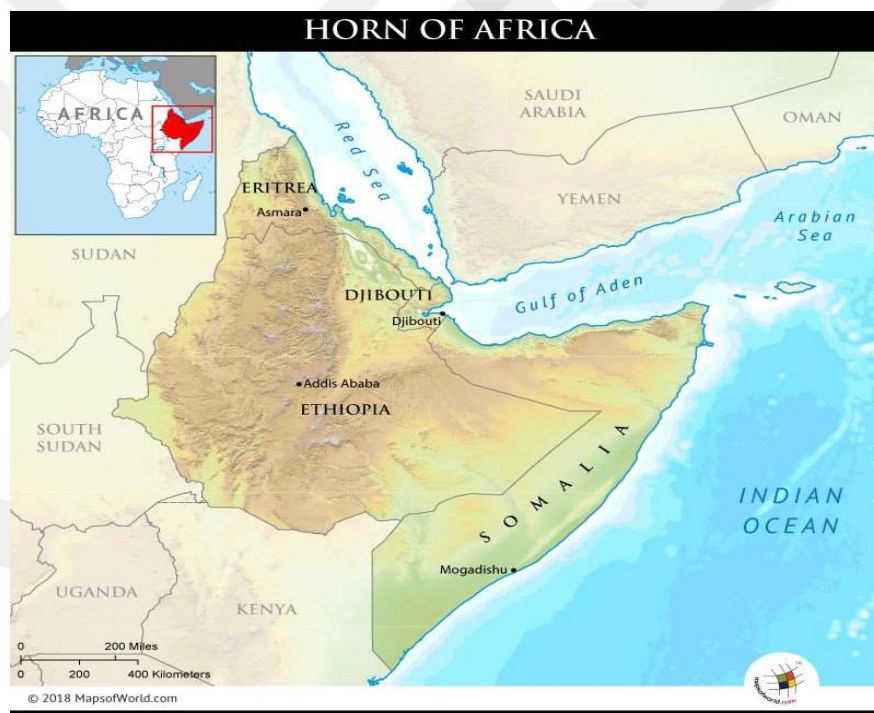 HORN OF AFRICA
AFRICA
SAUDI
ARABIA
OMAN
Red Sea
YEMEN
ERITREA
Asmara
Arabian
Sea
SUDAN
Gulf of Aden
DJIBOUTI
Djibouti
Addis Ababa
ETHIOPIA
SOUTH
SUDAN
SOMALIA
INDIAN
OCEAN
Mogadishu
UGANDA
KENYA
0 200 Miles
0 200 400 Kilometers
© 2018 MapsofWorld.com
mapsofworld.com